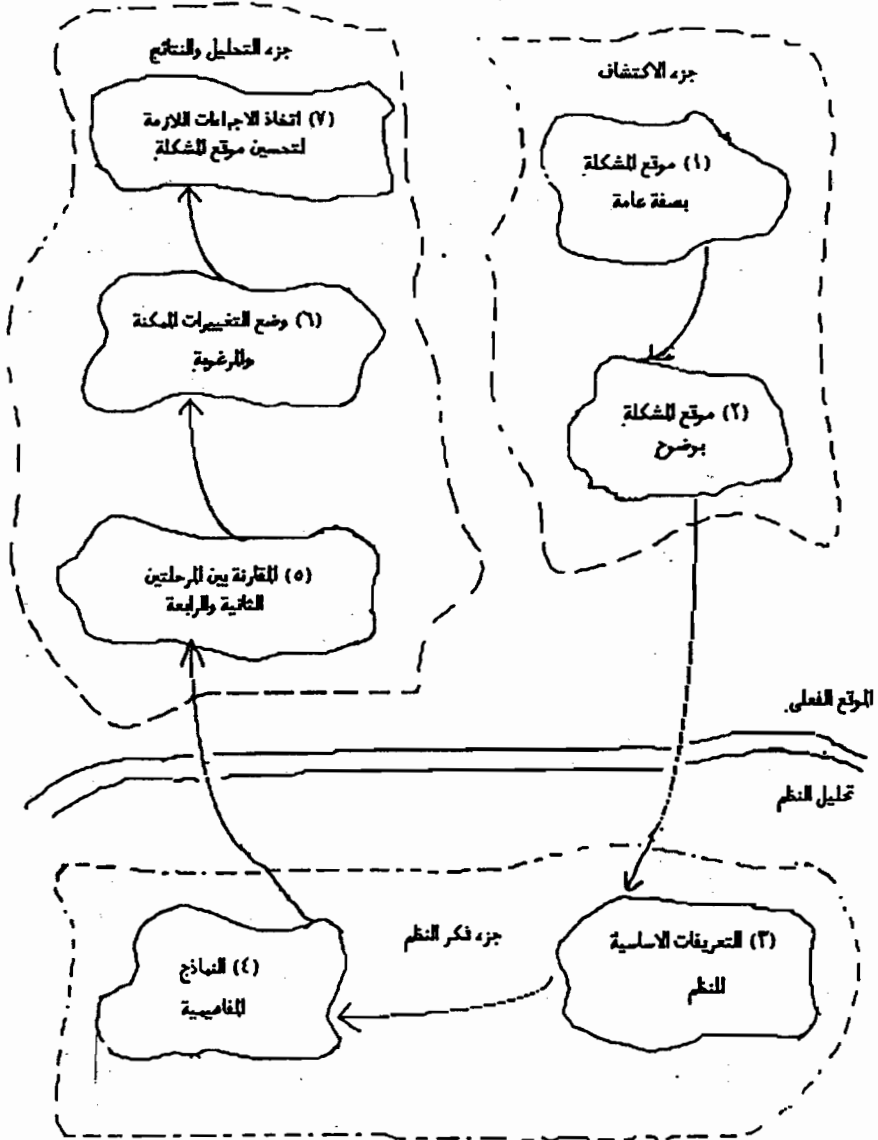 جزء الاكتشاف
(١) موقع المشكلة
بصفة عامة
(٢) موقع المشكلة
بوضوح
الموقع الفعلى
تحليل النظم
(٣) التعريفات الاساسية
للنظم
جزء فكر النظم
(٤) النماذج
المفاهيمية
جزء التحليل والنتائج
(٥) المقارنة بين المرحلتين
الثانية والرابعة
(٦) وضع التغييرات الممكنة
والمرغوبة
(٧) اتخاذ الاجراءات اللازمة
لتحسين موقع المشكلة